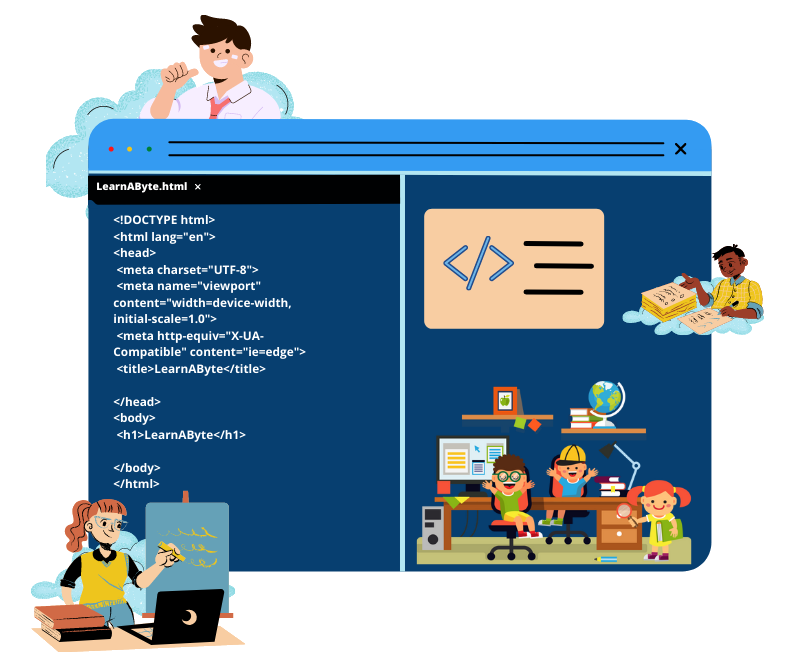 LearnAByte.html ×
<!DOCTYPE html>
<html lang="en">
<head>
<meta charset="UTF-8">
<meta name="viewport"
content="width=device-width,
initial-scale=1.0">
<meta http-equiv="X-UA-
Compatible" content="ie=edge">
<title>LearnAByte</title>
</head>
<body>
<h1>LearnAByte</h1>
</body>
</html>
</>